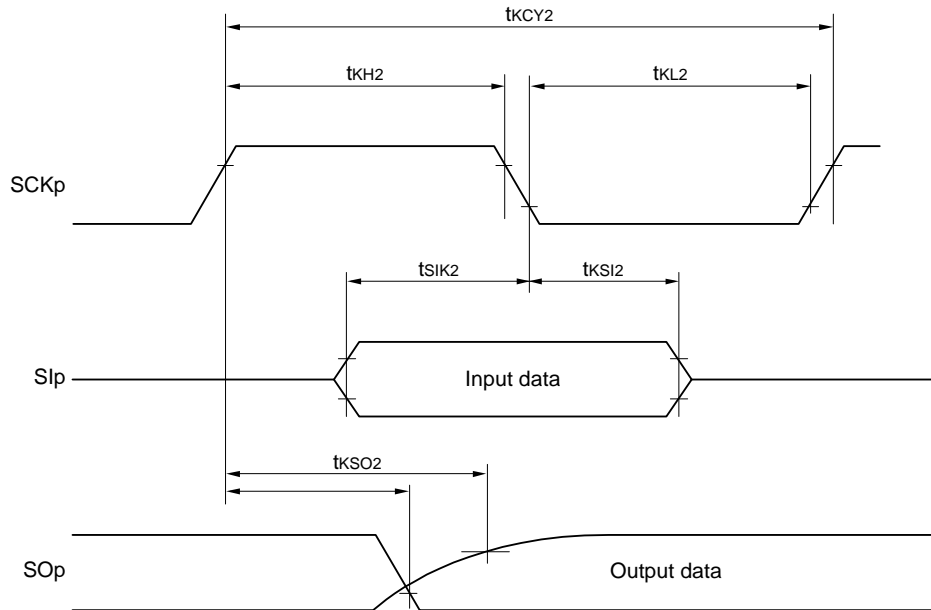 tKCY2
tKH2
tKL2
SCKp
tSIK2
tKSI2
SIp
Input data
tKSO2
SOp
Output data